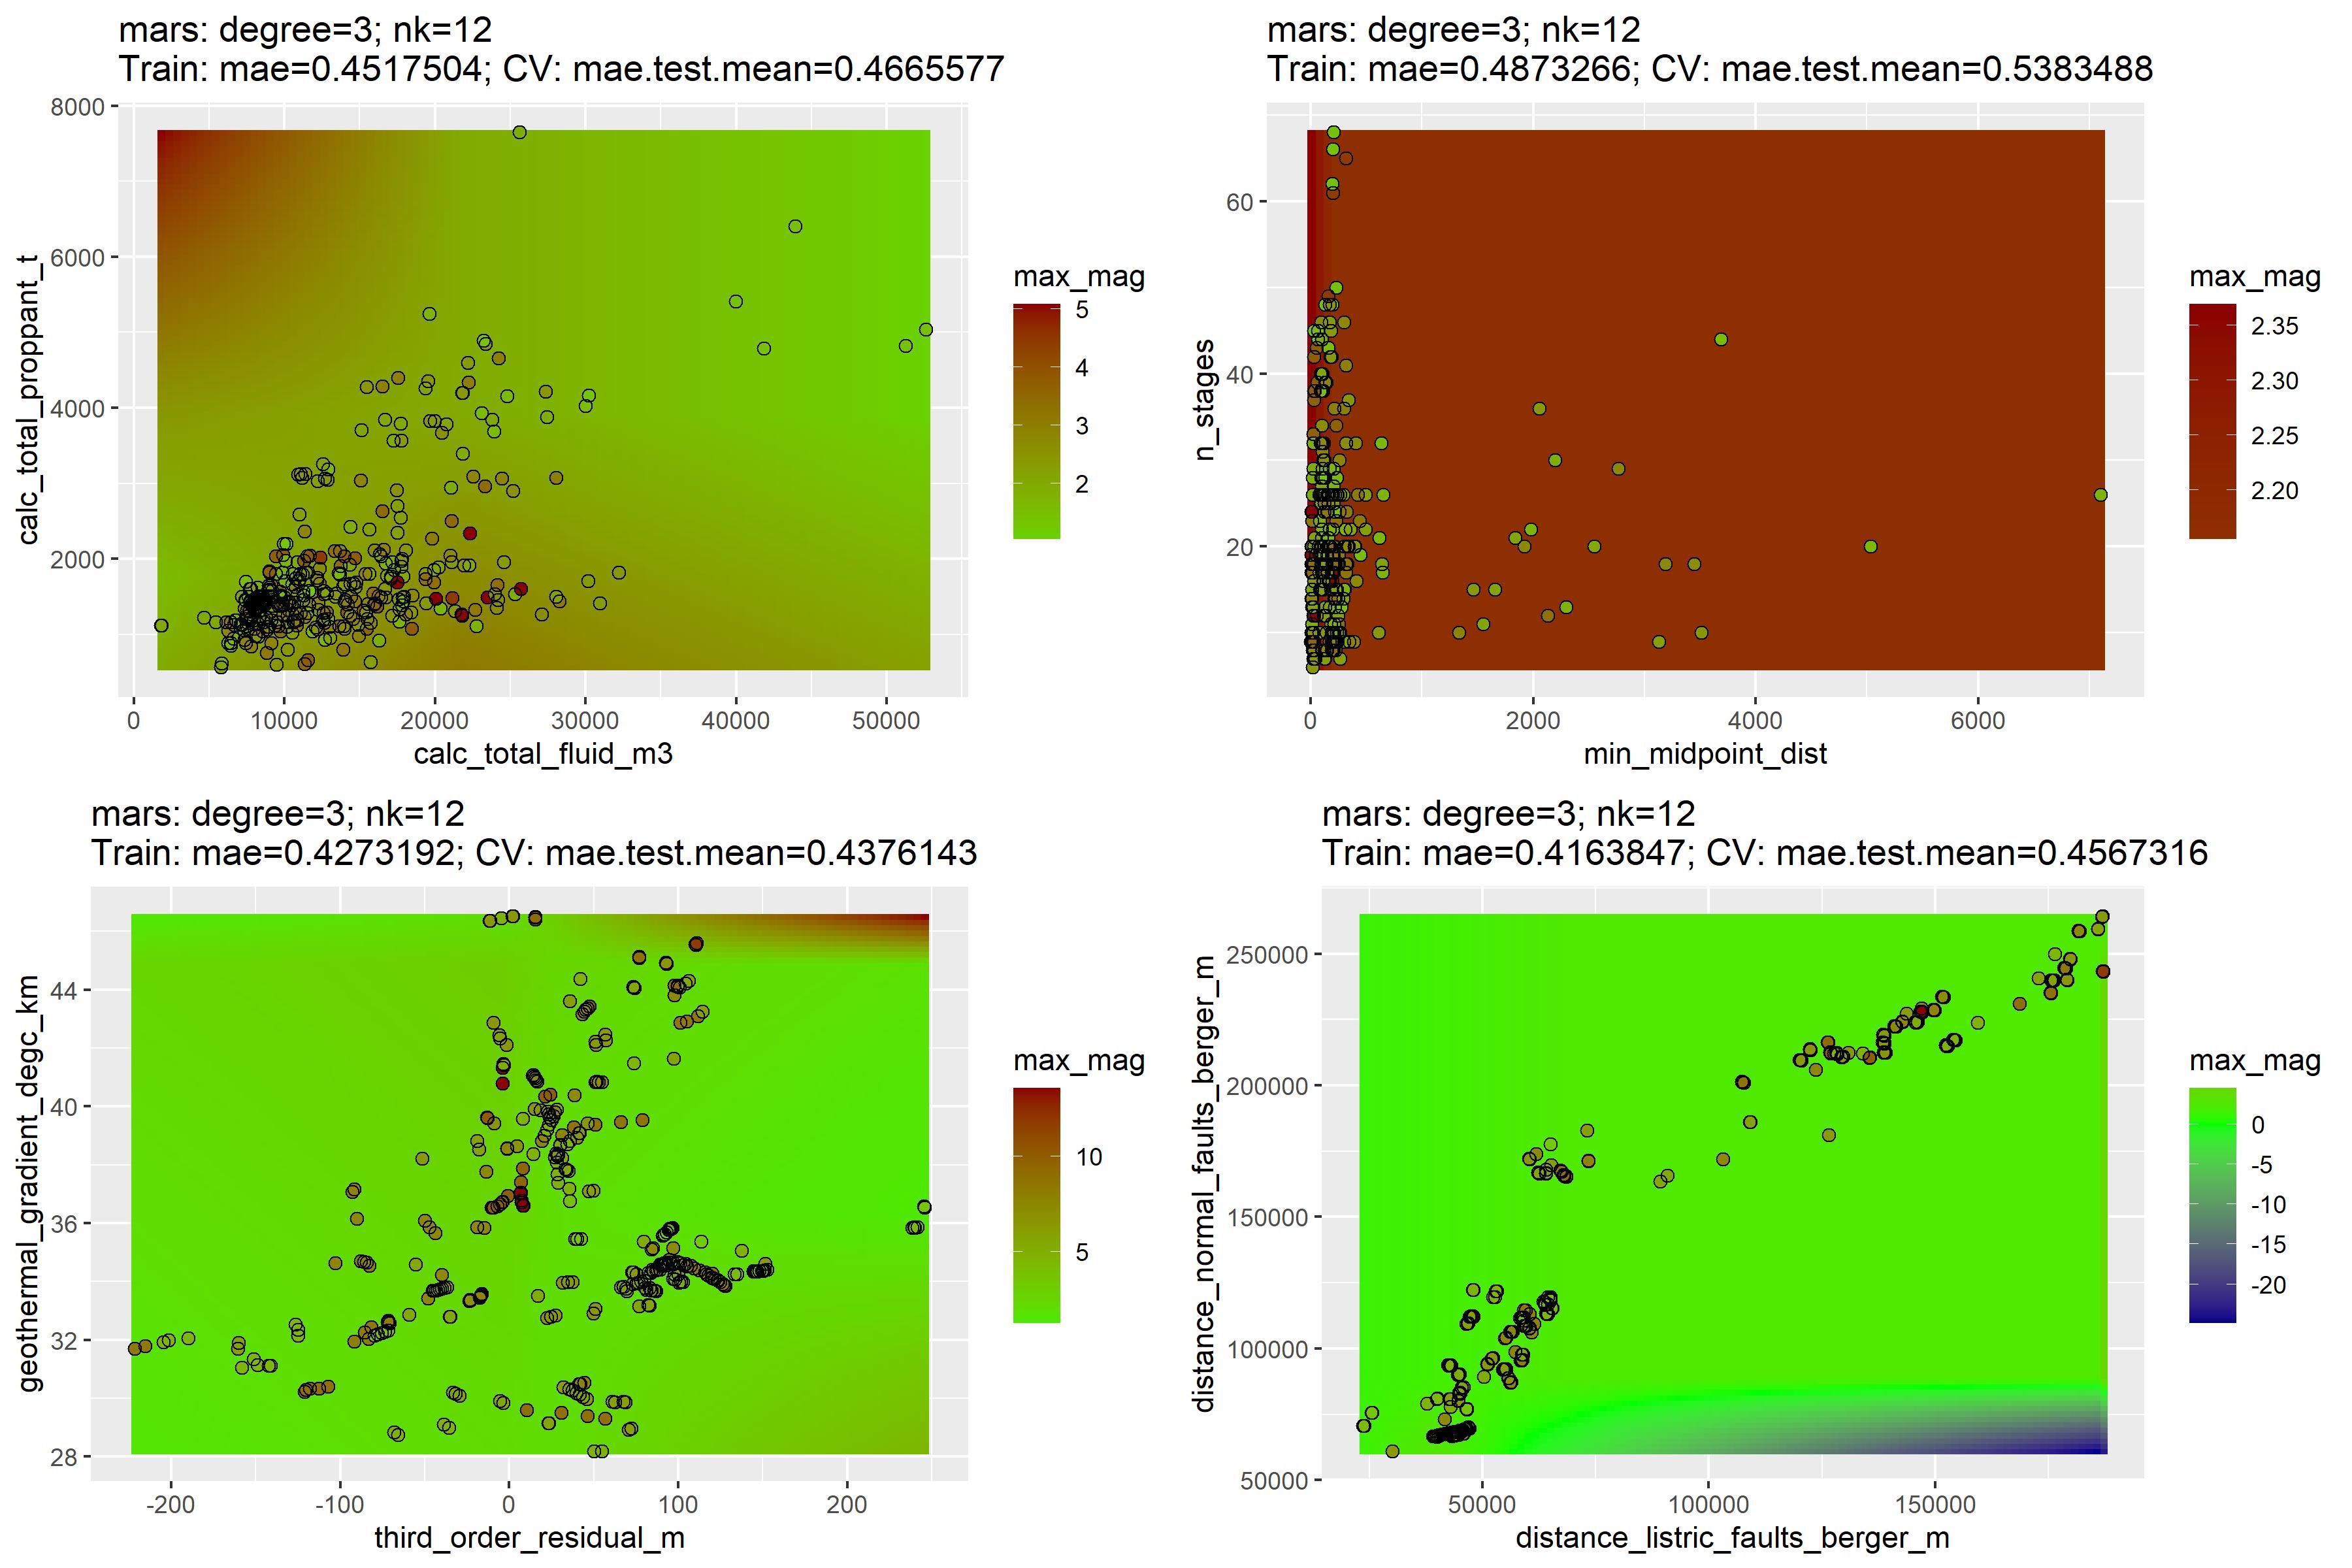 mars: degree=3; nk=12
Train: mae=0.4517504; CV: mae.test.mean=0.4665577
8000
6000
4000
2000
calc_total_proppant_t
0 10000 20000 30000 40000 50000
calc_total_fluid_m3
max_mag
5
4
3
2
mars: degree=3; nk=12
Train: mae=0.4873266; CV: mae.test.mean=0.5383488
60
40
20
n_stages
0 2000 4000 6000
min_midpoint_dist
max_mag
2.35
2.30
2.25
2.20
mars: degree=3; nk=12
Train: mae=0.4273192; CV: mae.test.mean=0.4376143
44
40
36
32
28
geothermal_gradient_degc_km
-200 -100 0 100 200
third_order_residual_m
max_mag
10
5
mars: degree=3; nk=12
Train: mae=0.4163847; CV: mae.test.mean=0.4567316
250000
200000
150000
100000
50000
distance_normal_faults_berger_m
50000 100000 150000
distance_listric_faults_berger_m
max_mag
0
-5
-10
-15
-20